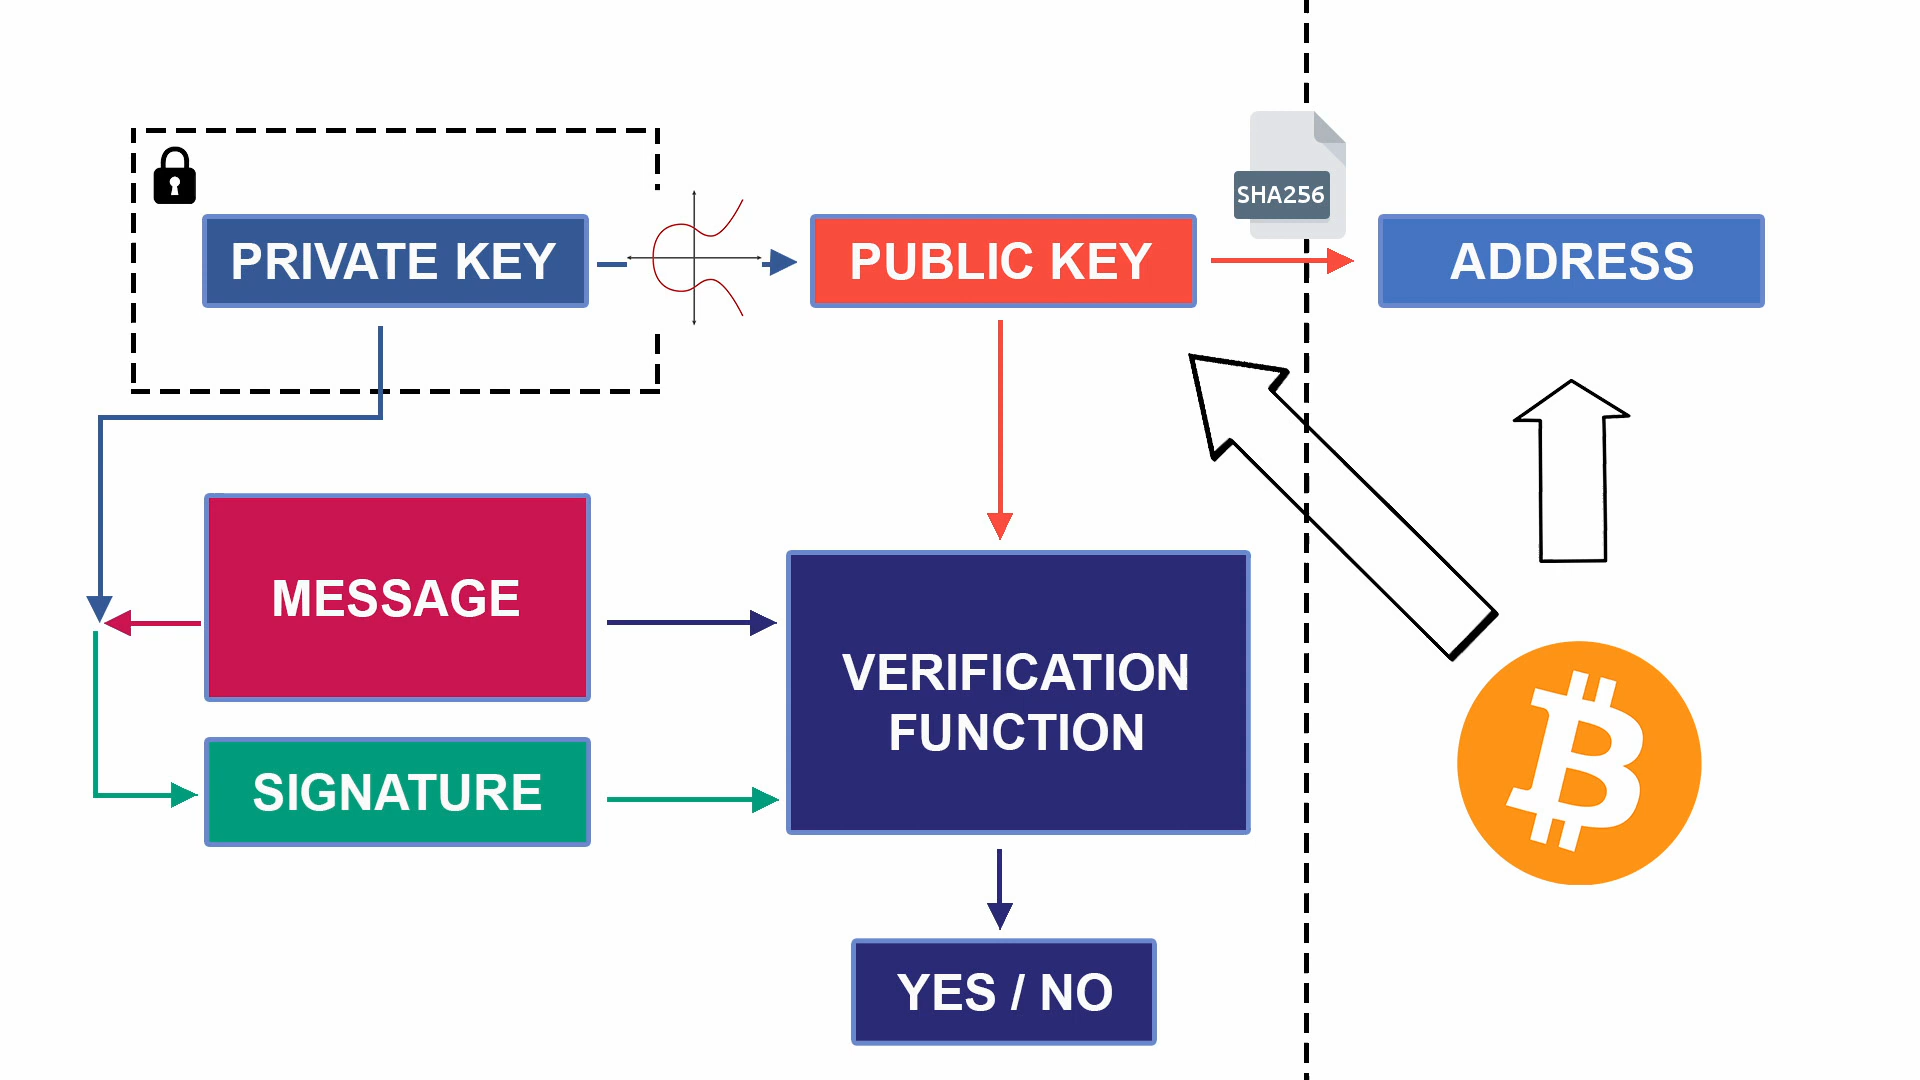 SHA256
PRIVATE KEY
PUBLIC KEY
ADDRESS
MESSAGE
VERIFICATION
FUNCTION
SIGNATURE
YES / NO